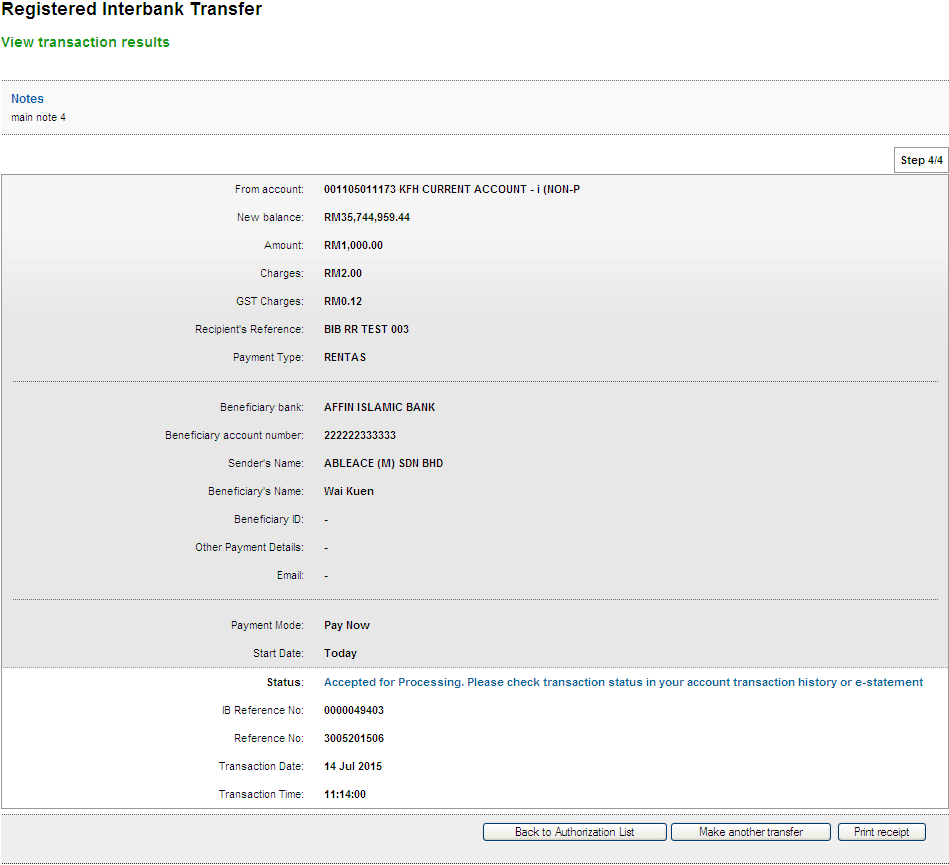 Registered Interbank Transfer
View transaction results
Notes
main note 4
Step 4/4
From account: 001105011173 KFH CURRENT ACCOUNT - i (NON-P
New balance: RM35,744,959.44
Amount: RM1,000.00
Charges: RM2.00
GST Charges: RM0.12
Recipient's Reference: BIB RR TEST 003
Payment Type: RENTAS
Beneficiary bank: AFFIN ISLAMIC BANK
Beneficiary account number: 222222333333
Sender's Name: ABLEACE (M) SDN BHD
Beneficiary's Name: Wai Kuen
Beneficiary ID: -
Other Payment Details: -
Email: -
Payment Mode: Pay Now
Start Date: Today
Status: Accepted for Processing. Please check transaction status in your account transaction history or e-statement
IB Reference No: 0000049403
Reference No: 3005201506
Transaction Date: 14 Jul 2015
Transaction Time: 11:14:00
Back to Authorization List Make another transfer Print receipt